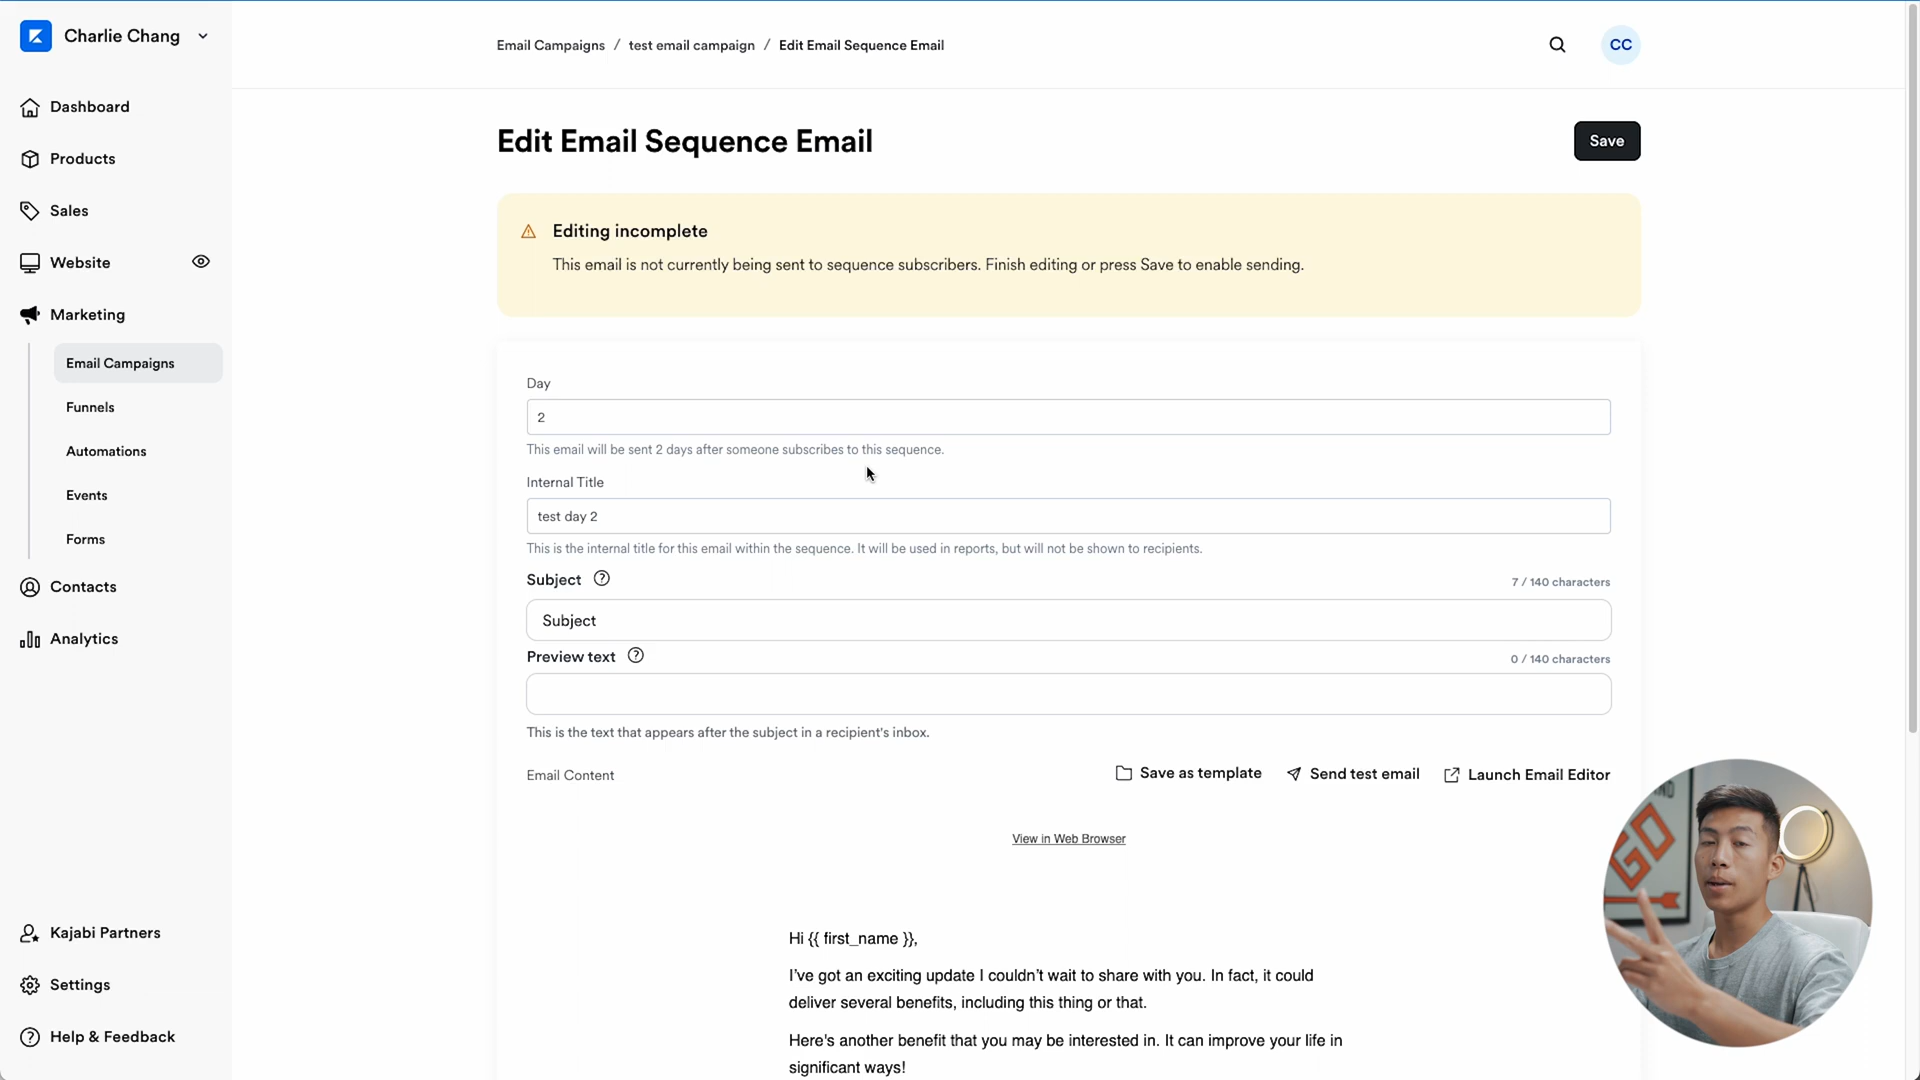 Charlie Chang
Email Campaigns / test email campaign / Edit Email Sequence Email
CC
Dashboard
Products
Sales
Website
Marketing
Email Campaigns
Funnels
Automations
Events
Forms
Contacts
Analytics
Kajabi Partners
Settings
Help & Feedback
Edit Email Sequence Email
Save
Editing incomplete
This email is not currently being sent to sequence subscribers. Finish editing or press Save to enable sending.
Day
2
This email will be sent 2 days after someone subscribes to this sequence.
Internal Title
test day 2
This is the internal title for this email within the sequence. It will be used in reports, but will not be shown to recipients.
Subject
7 / 140 characters
Subject
Preview text
0 / 140 characters
This is the text that appears after the subject in a recipient's inbox.
Email Content
Save as template
Send test email
Launch Email Editor
View in Web Browser
Hi {{ first_name }},
I've got an exciting update I couldn't wait to share with you. In fact, it could
deliver several benefits, including this thing or that.
Here's another benefit that you may be interested in. It can improve your life in
significant ways!
GO